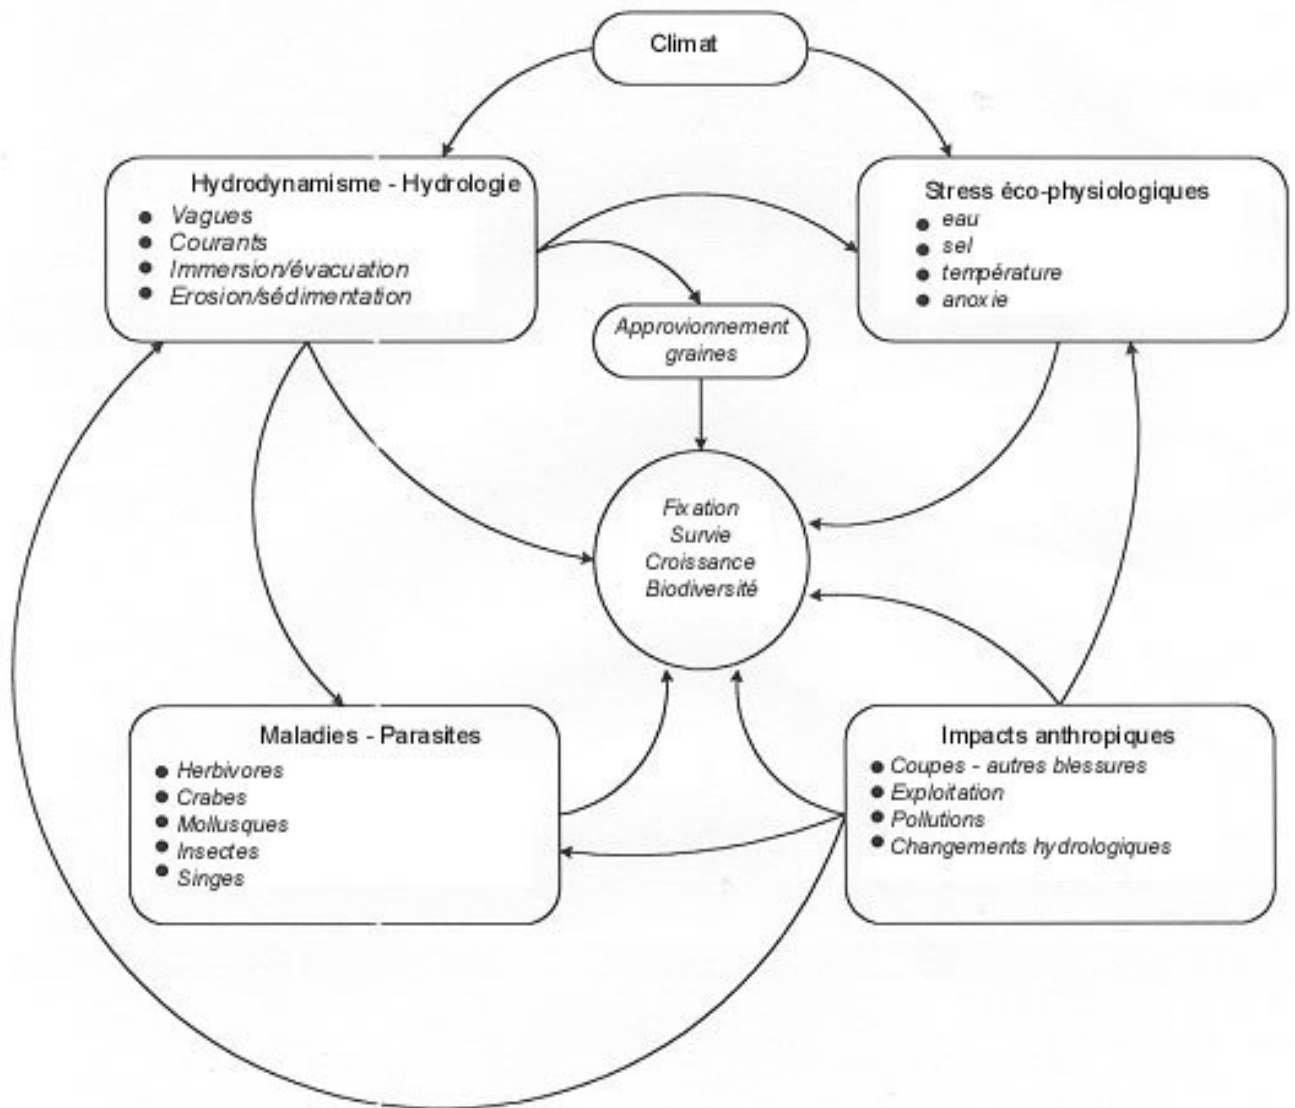 Climat
Hydrodynamisme - Hydrologie
Vagues
Courants
Immersion/évacuation
Erosion/sédimentation
Stress éco-physiologiques
eau
sel
température
anoxie
Approvionnement
graines
Fixation
Survie
Croissance
Biodiversité
Maladies - Parasites
Herbivores
Crabes
Mollusques
Insectes
Singes
Impacts anthropiques
Coupes - autres blessures
Exploitation
Pollutions
Changements hydrologiques